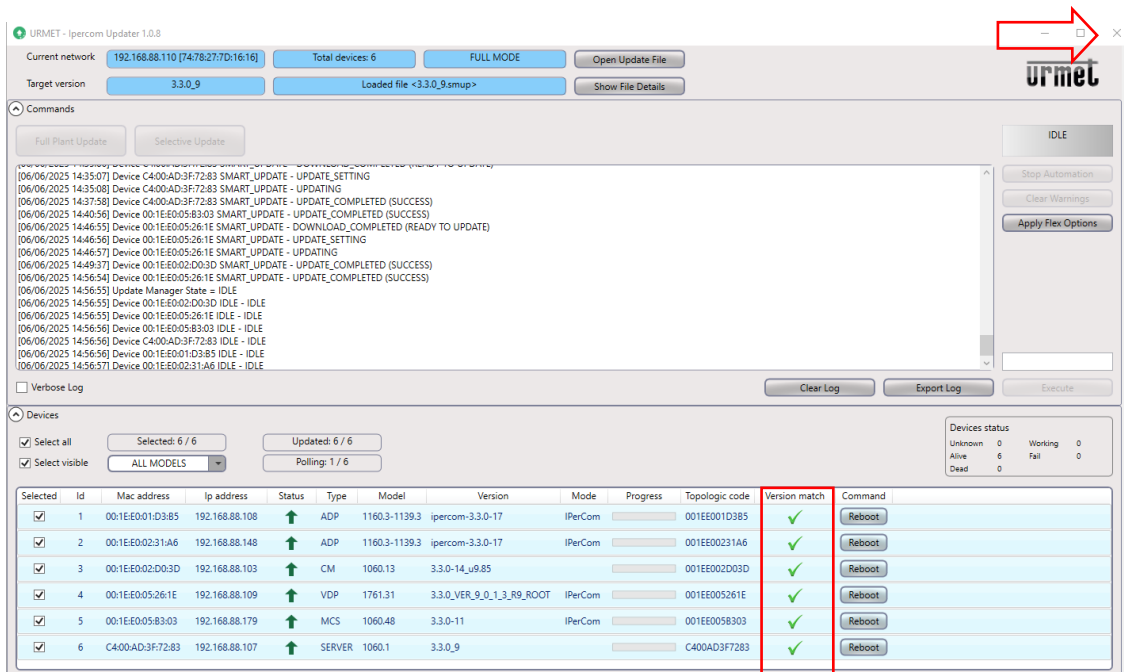 URMET - Ipercom Updater 1.0.8
Current network 192.168.88.110 [74:78:27:7D:16:16] Total devices: 6 FULL MODE Open Update File
Target version 3.3.0_9 Loaded file <3.3.0_9.smup> Show File Details
urmet
Commands
Full Plant Update Selective Update IDLE
[06/06/2025 14:35:06] Device C4:00:AD:3F:72:83 SMART_UPDATE - DOWNLOAD_COMPLETED (READY TO UPDATE)
[06/06/2025 14:35:07] Device C4:00:AD:3F:72:83 SMART_UPDATE - UPDATE_SETTING
[06/06/2025 14:35:08] Device C4:00:AD:3F:72:83 SMART_UPDATE - UPDATING
[06/06/2025 14:37:58] Device C4:00:AD:3F:72:83 SMART_UPDATE - UPDATE_COMPLETED (SUCCESS)
[06/06/2025 14:40:56] Device 00:1E:E0:05:B3:03 SMART_UPDATE - UPDATE_COMPLETED (SUCCESS)
[06/06/2025 14:46:55] Device 00:1E:E0:05:26:1E SMART_UPDATE - DOWNLOAD_COMPLETED (READY TO UPDATE)
[06/06/2025 14:46:56] Device 00:1E:E0:05:26:1E SMART_UPDATE - UPDATE_SETTING
[06/06/2025 14:46:57] Device 00:1E:E0:05:26:1E SMART_UPDATE - UPDATING
[06/06/2025 14:49:37] Device 00:1E:E0:02:D0:3D SMART_UPDATE - UPDATE_COMPLETED (SUCCESS)
[06/06/2025 14:56:54] Device 00:1E:E0:05:26:1E SMART_UPDATE - UPDATE_COMPLETED (SUCCESS)
[06/06/2025 14:56:55] Update Manager State = IDLE
[06/06/2025 14:56:55] Device 00:1E:E0:02:D0:3D IDLE - IDLE
[06/06/2025 14:56:55] Device 00:1E:E0:05:26:1E IDLE - IDLE
[06/06/2025 14:56:56] Device 00:1E:E0:05:B3:03 IDLE - IDLE
[06/06/2025 14:56:56] Device C4:00:AD:3F:72:83 IDLE - IDLE
[06/06/2025 14:56:56] Device 00:1E:E0:01:D3:B5 IDLE - IDLE
[06/06/2025 14:56:57] Device 00:1E:E0:02:31:A6 IDLE - IDLE
Stop Automation
Clear Warnings
Apply Flex Options
Verbose Log Clear Log Export Log Execute
Devices
Select all Selected: 6 / 6 Updated: 6 / 6
Select visible ALL MODELS Polling: 1 / 6
Devices status
Unknown 0 Working 0
Alive 6 Fail 0
Dead 0
Selected Id Mac address Ip address Status Type Model Version Mode Progress Topologic code Version match Command
1 00:1E:E0:01:D3:B5 192.168.88.108 ADP 1160.3-1139.3 ipercom-3.3.0-17 IPerCom 001EE001D3B5 Reboot
2 00:1E:E0:02:31:A6 192.168.88.148 ADP 1160.3-1139.3 ipercom-3.3.0-17 IPerCom 001EE00231A6 Reboot
3 00:1E:E0:02:D0:3D 192.168.88.103 CM 1060.13 3.3.0-14_u9.85 IPerCom 001EE002D03D Reboot
4 00:1E:E0:05:26:1E 192.168.88.109 VDP 1761.31 3.3.0_VER_9_0_1_3_R9_ROOT IPerCom 001EE005261E Reboot
5 00:1E:E0:05:B3:03 192.168.88.179 MCS 1060.48 3.3.0-11 IPerCom 001EE005B303 Reboot
6 C4:00:AD:3F:72:83 192.168.88.107 SERVER 1060.1 3.3.0_9 C400AD3F7283 Reboot